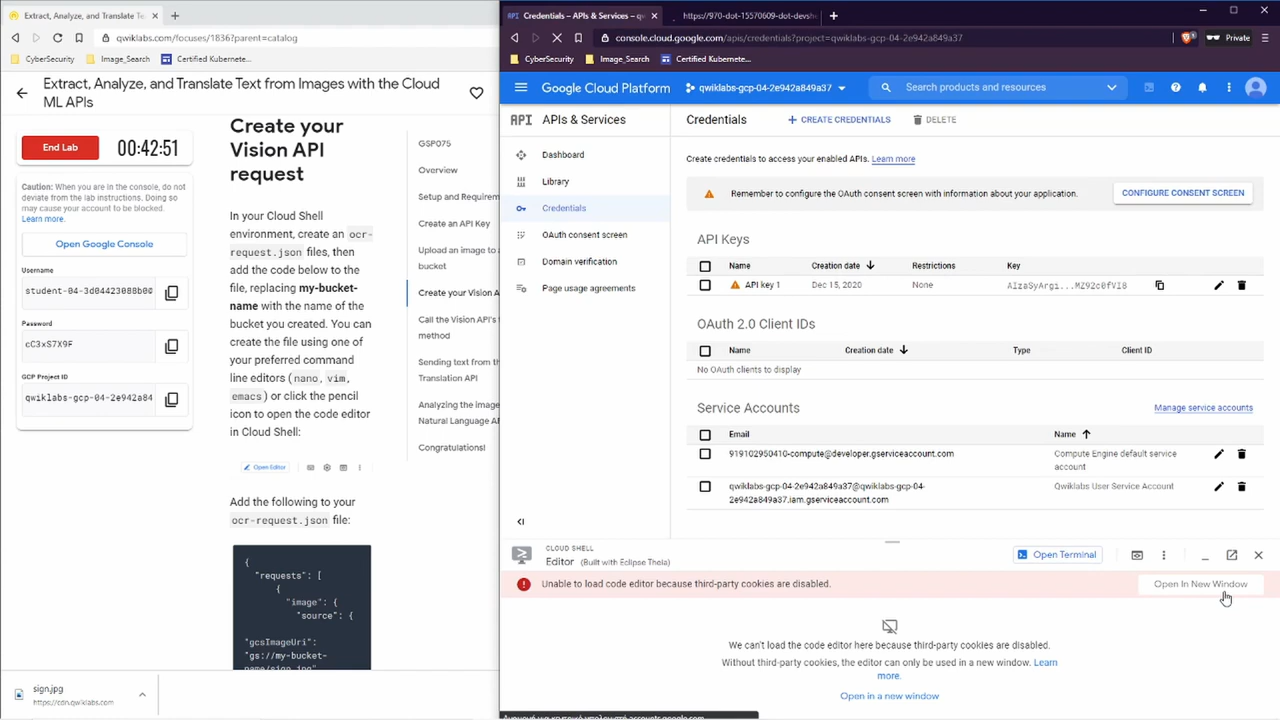 Extract, Analyze, and Translate Te
qwiklabs.com/focuses/1836?parent=catalog
CyberSecurity
Image_Search
Certified Kubernete...
Extract, Analyze, and Translate Text from Images with the Cloud
ML APIs
End Lab
00:42:51
Caution: When you are in the console, do not
deviate from the lab instructions. Doing so
may cause your account to be blocked.
Learn more.
Open Google Console
Username
student-04-3d04423088b00
Password
cC3xS7X9F
GCP Project ID
qwiklabs-gcp-04-2e942a84
Create your
Vision API
request
In your Cloud Shell
environment, create an ocr-
request.json files, then
add the code below to the
file, replacing my-bucket-
name with the name of the
bucket you created. You can
create the file using one of
your preferred command
line editors (nano, vim,
emacs) or click the pencil
icon to open the code editor
in Cloud Shell:
Open Editor
Add the following to your
ocr-request.json file:
{
"requests": [
{
"image": {
"source": {
"gcsImageUri":
"gs://my-bucket-
name/sign.jpg"
GSP075
Overview
Setup and Requirem
Create an API Key
Upload an image to a
bucket
Create your Vision A
Call the Vision API's t
method
Sending text from th
Translation API
Analyzing the image
Natural Language AP
Congratulations!
sign.jpg
https://cdn.qwiklabs.com
API
Credentials – APIs & Services – qw
https://970-dot-15570609-dot-devsh
console.cloud.google.com/apis/credentials?project=qwiklabs-gcp-04-2e942a849a37
Private
CyberSecurity
Image_Search
Certified Kubernete...
Google Cloud Platform
qwiklabs-gcp-04-2e942a849a37
Search products and resources
API
APIs & Services
Dashboard
Library
Credentials
OAuth consent screen
Domain verification
Page usage agreements
Credentials
CREATE CREDENTIALS
DELETE
Create credentials to access your enabled APIs. Learn more
Remember to configure the OAuth consent screen with information about your application.
CONFIGURE CONSENT SCREEN
API Keys
Name
Creation date
Restrictions
Key
API key 1
Dec 15, 2020
None
AIzaSyArgi...MZ92c0fVI8
OAuth 2.0 Client IDs
Name
Creation date
Type
Client ID
No OAuth clients to display
Service Accounts
Manage service accounts
Email
Name
919102950410-compute@developer.gserviceaccount.com
Compute Engine default service
account
qwiklabs-gcp-04-2e942a849a37@qwiklabs-gcp-04-
2e942a849a37.iam.gserviceaccount.com
Qwiklabs User Service Account
CLOUD SHELL
Editor
(Built with Eclipse Theia)
Open Terminal
Unable to load code editor because third-party cookies are disabled.
Open In New Window
We can't load the code editor here because third-party cookies are disabled.
Without third-party cookies, the editor can only be used in a new window. Learn
more.
Open in a new window